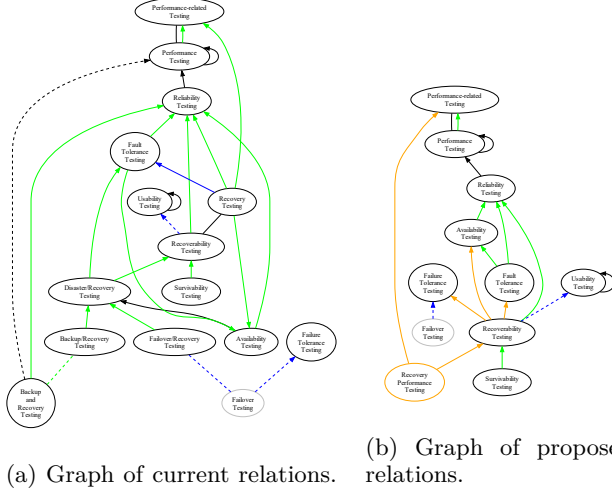 Performance-related
Testing
Performance
Testing
Reliability
Testing
Fault
Tolerance
Testing
Usability
Testing
Recovery
Testing
Recoverability
Testing
Disaster/Recovery
Testing
Survivability
Testing
Backup/Recovery
Testing
Failover/Recovery
Testing
Availability
Testing
Failure
Tolerance
Testing
Backup
and
Recovery
Testing
Failover
Testing
(a) Graph of current relations.
Performance-related
Testing
Performance
Testing
Reliability
Testing
Availability
Testing
Failure
Tolerance
Testing
Fault
Tolerance
Testing
Usability
Testing
Failover
Testing
Recoverability
Testing
Recovery
Performance
Testing
Survivability
Testing
(b) Graph of propose
relations.